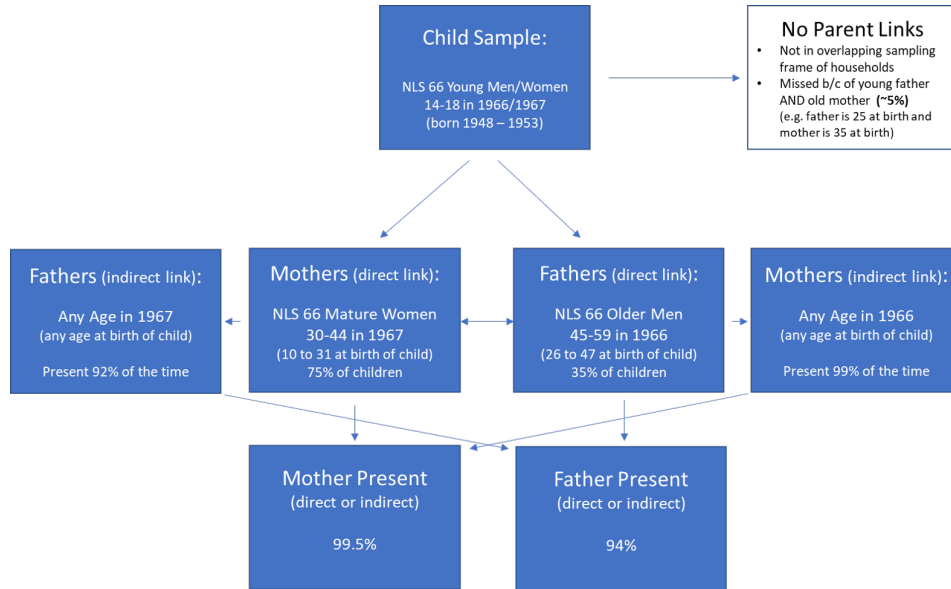 Child Sample:
NLS 66 Young Men/Women
14-18 in 1966/1967
(born 1948 – 1953)
No Parent Links
• Not in overlapping sampling
frame of households
• Missed b/c of young father
AND old mother (~5%)
(e.g. father is 25 at birth and
mother is 35 at birth)
Fathers (indirect link):
Any Age in 1967
(any age at birth of child)
Present 92% of the time
Mothers (direct link):
NLS 66 Mature Women
30-44 in 1967
(10 to 31 at birth of child)
75% of children
Fathers (direct link):
NLS 66 Older Men
45-59 in 1966
(26 to 47 at birth of child)
35% of children
Mothers (indirect link):
Any Age in 1966
(any age at birth of child)
Present 99% of the time
Mother Present
(direct or indirect)
99.5%
Father Present
(direct or indirect)
94%